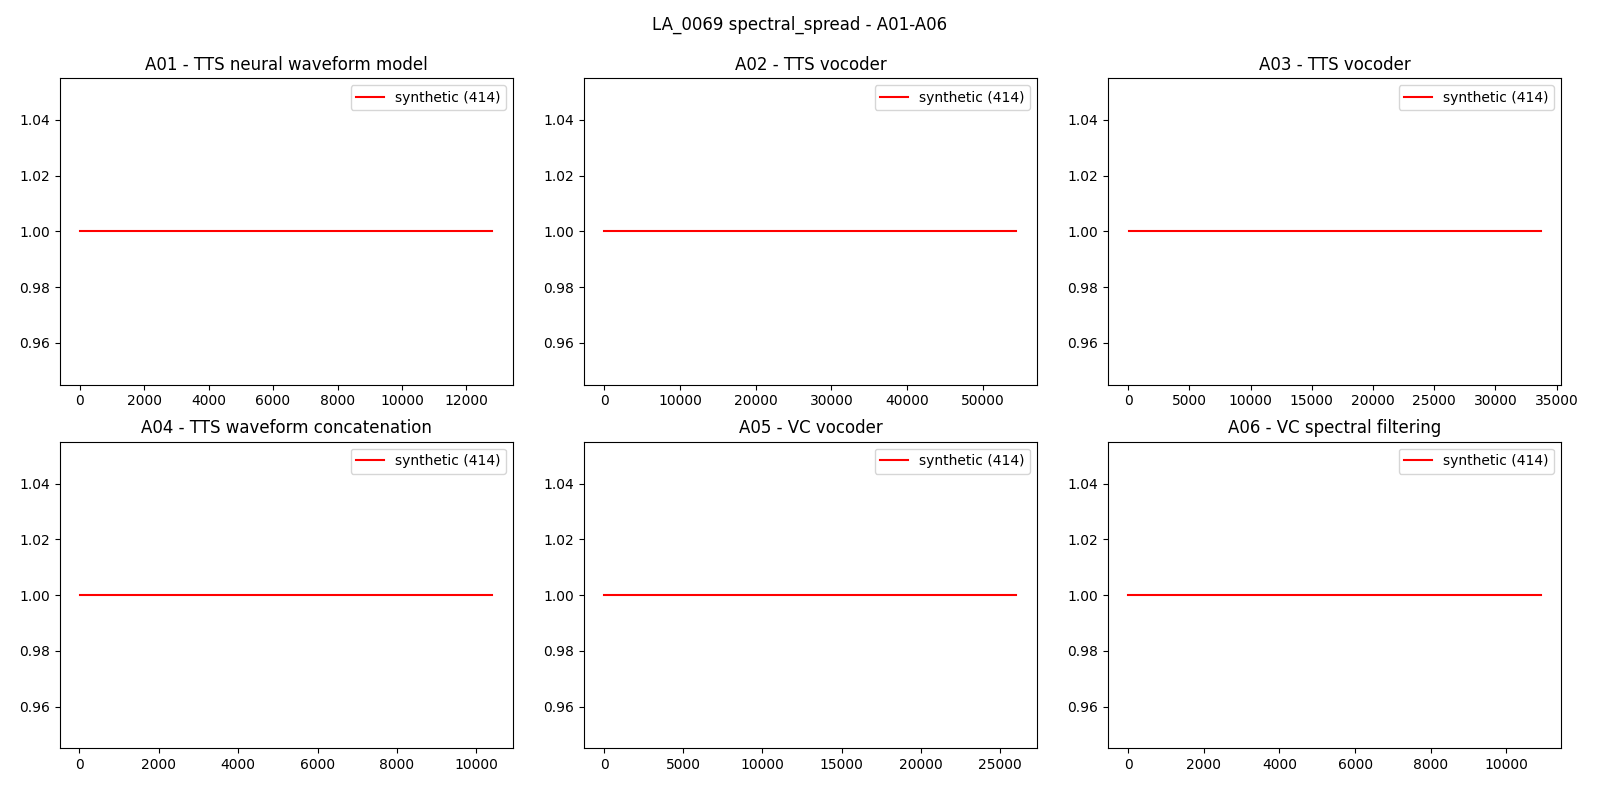 LA_0069 spectral_spread - A01-A06
A01 - TTS neural waveform model
synthetic (414)
1.04
1.02
1.00
0.98
0.96
0 2000 4000 6000 8000 10000 12000
A02 - TTS vocoder
synthetic (414)
1.04
1.02
1.00
0.98
0.96
0 10000 20000 30000 40000 50000
A03 - TTS vocoder
synthetic (414)
1.04
1.02
1.00
0.98
0.96
0 5000 10000 15000 20000 25000 30000 35000
A04 - TTS waveform concatenation
synthetic (414)
1.04
1.02
1.00
0.98
0.96
0 2000 4000 6000 8000 10000
A05 - VC vocoder
synthetic (414)
1.04
1.02
1.00
0.98
0.96
0 5000 10000 15000 20000 25000
A06 - VC spectral filtering
synthetic (414)
1.04
1.02
1.00
0.98
0.96
0 2000 4000 6000 8000 10000